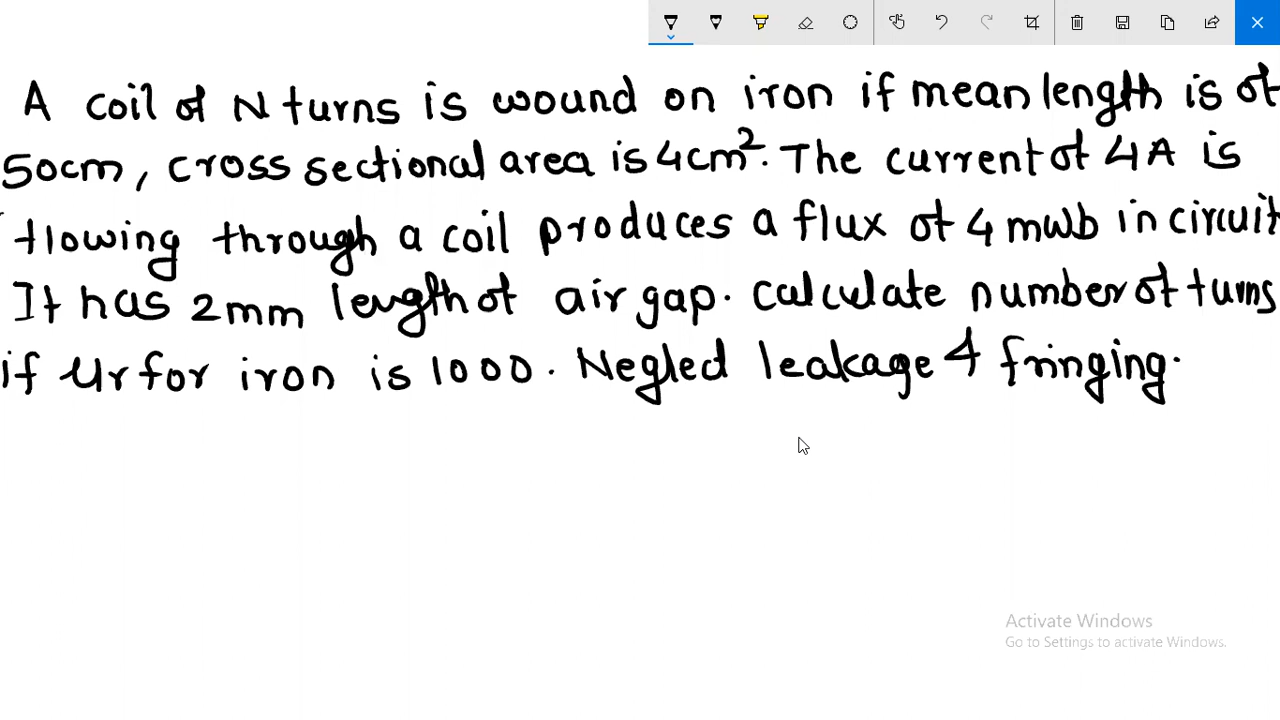 A coil of N turns is wound on iron if mean length is of
50cm, cross sectional area is 4cm². The current of 4A is
flowing through a coil produces a flux of 4 mwb in circuit
It has 2mm length of air gap. calculate number of turns
if μr for iron is 1000. Negled leakage & fringing.
Activate Windows
Go to Settings to activate Windows.